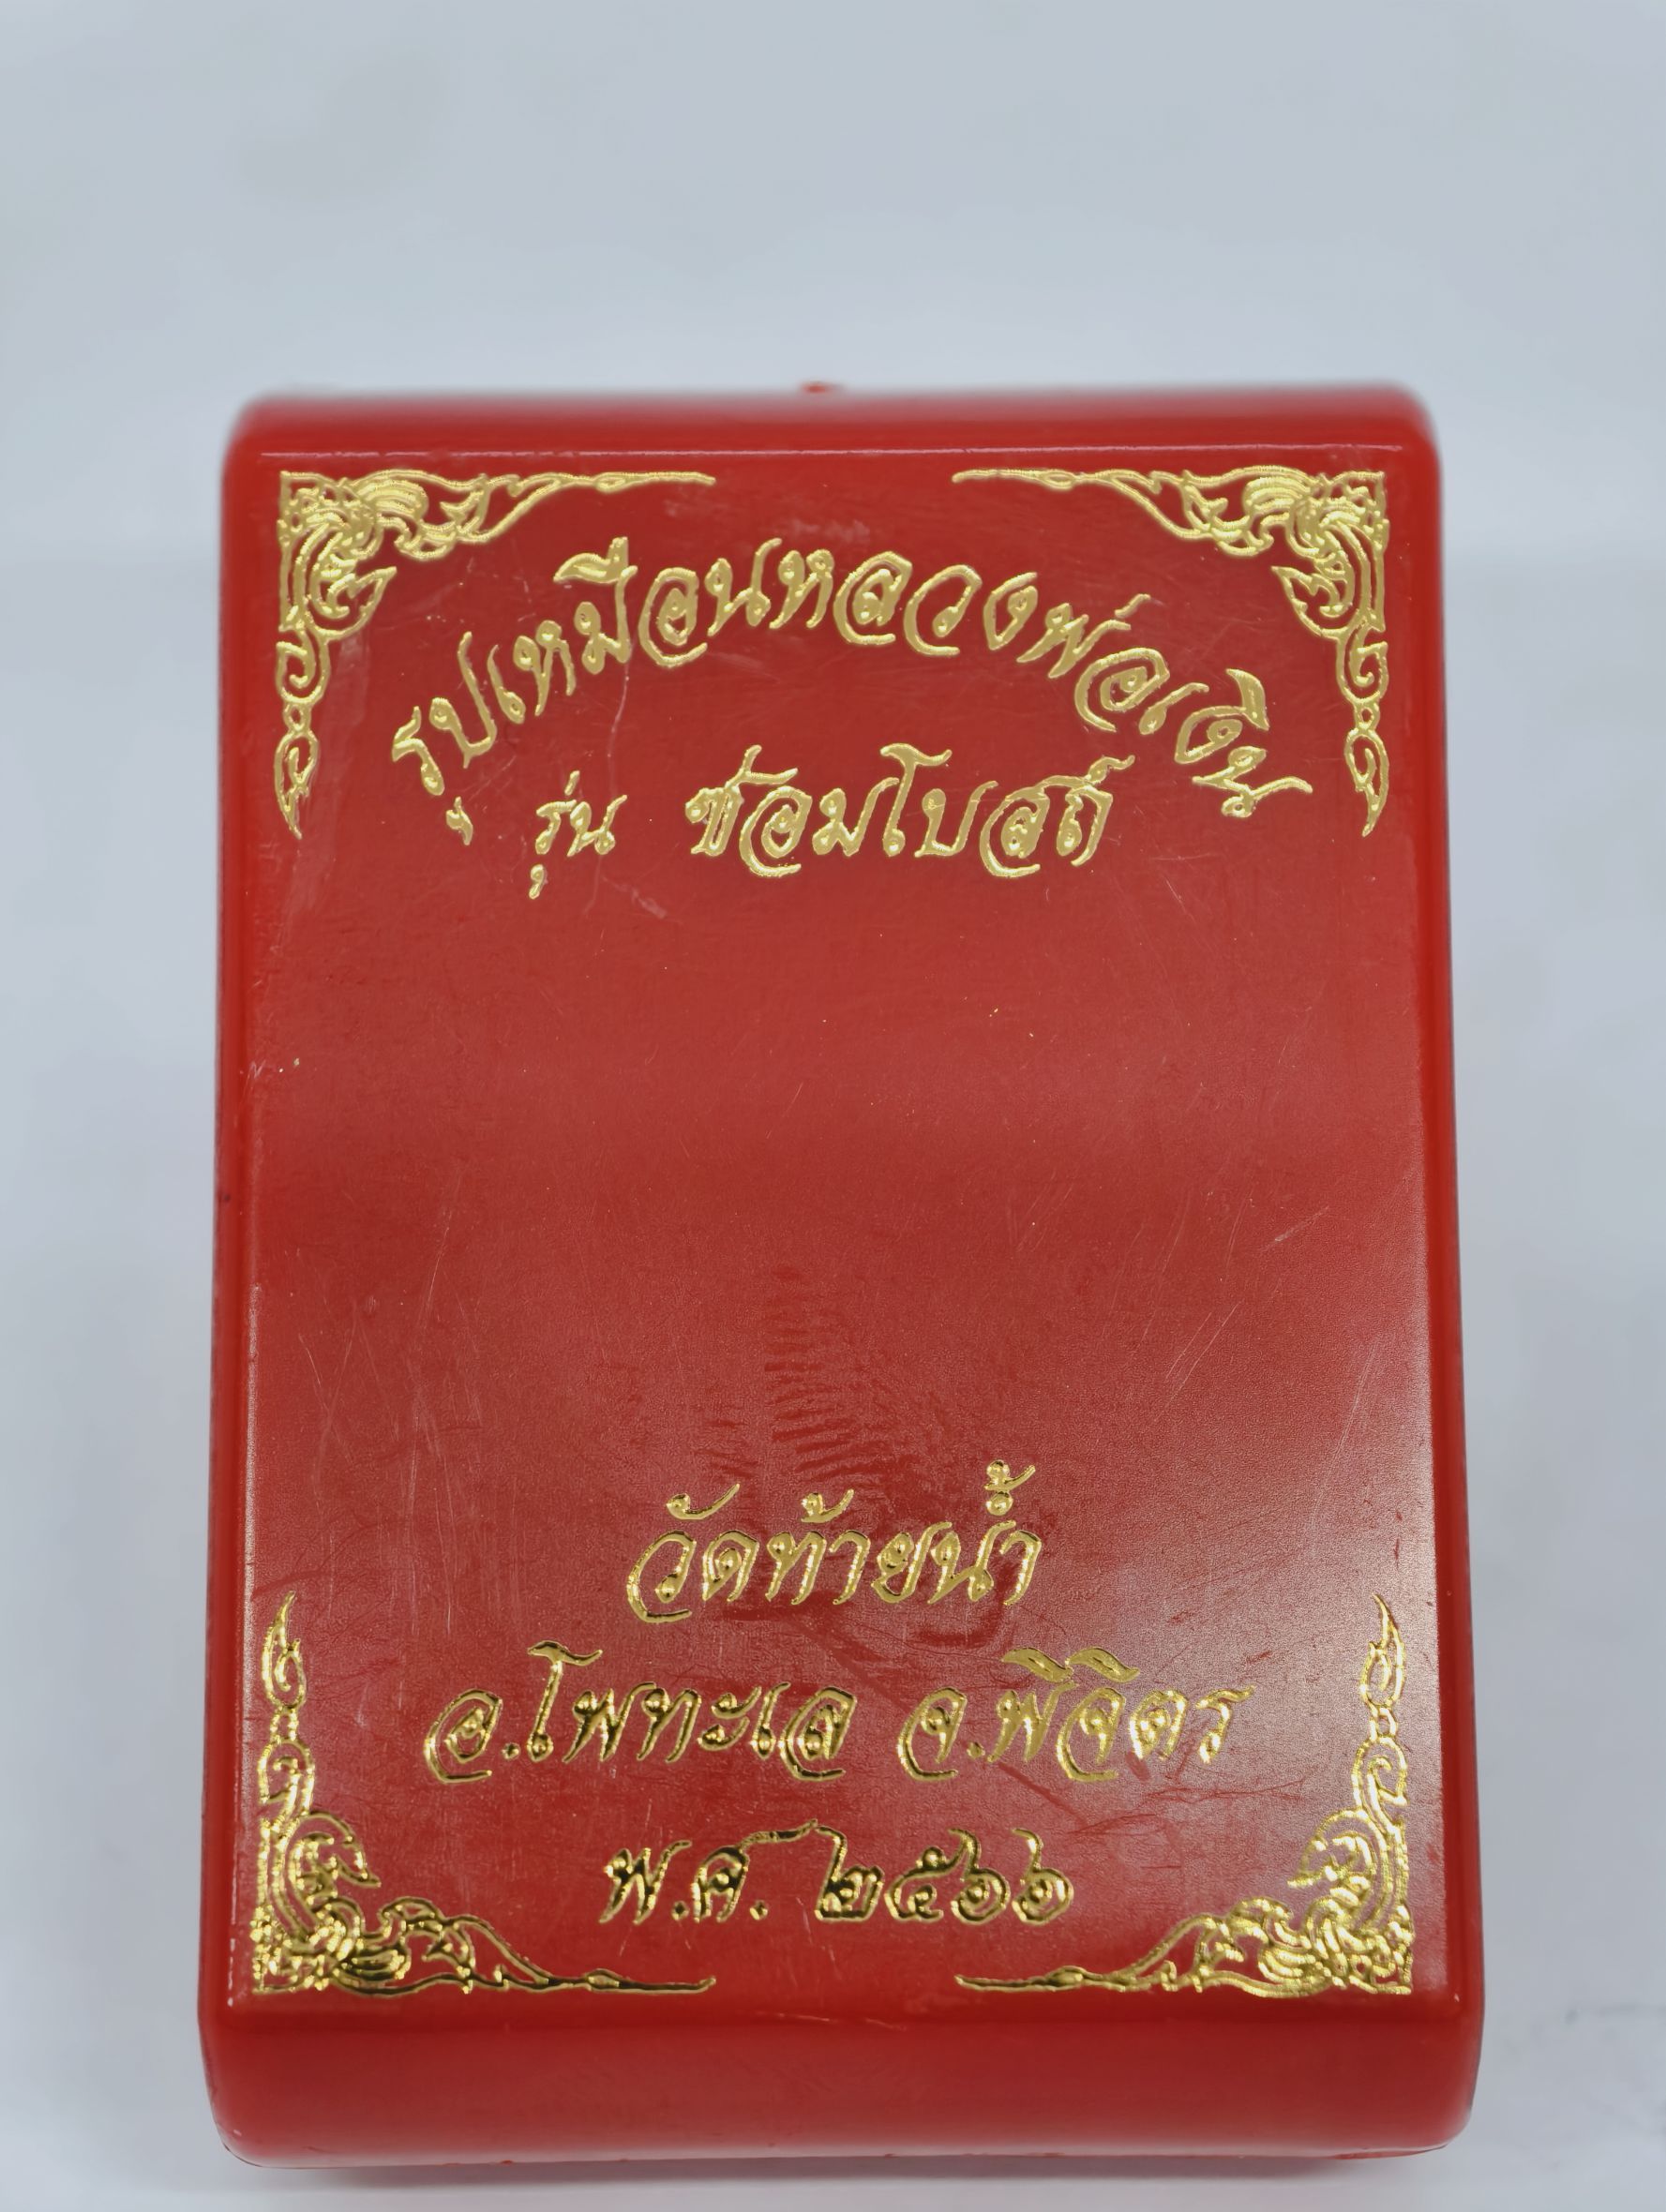 รูปเหมือนหลวงพ่อเงิน
รุ่น ซ่อมโบสถ์
วัดท้ายน้ำ
อ.โพทะเล จ.พิจิตร
พ.ศ. ๒๕๖๖